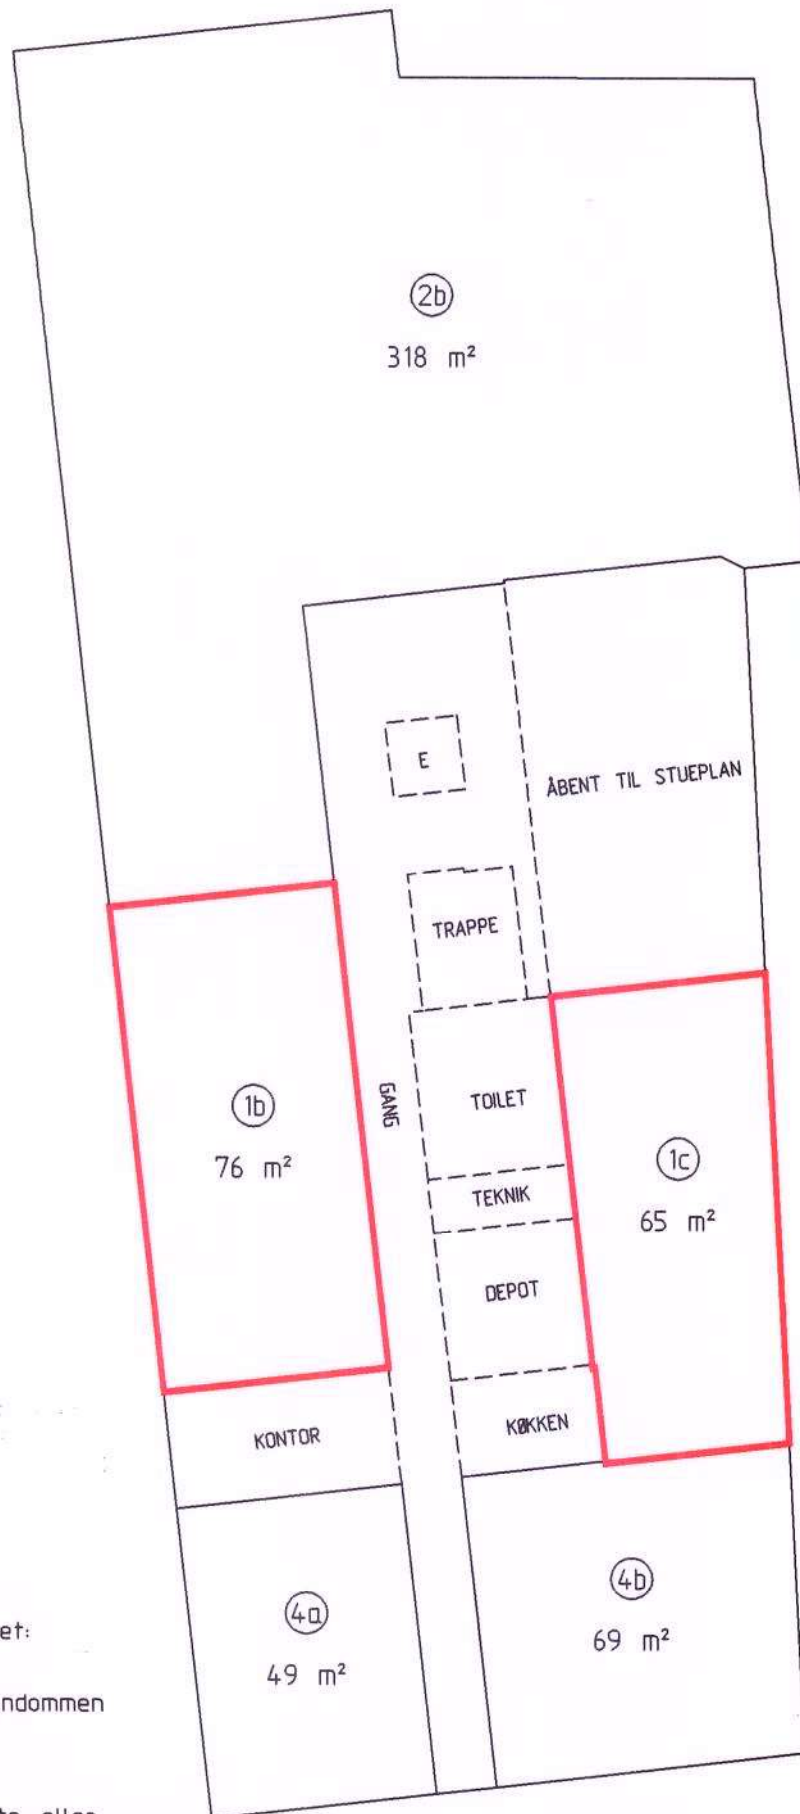 2b
318 m²
E
ÅBENT TIL STUEPLAN
TRAPPE
GANG
1b
76 m²
TOILET
TEKNIK
1c
65 m²
DEPOT
KONTOR
KØKKEN
4a
49 m²
4b
69 m²
et:
ndommen